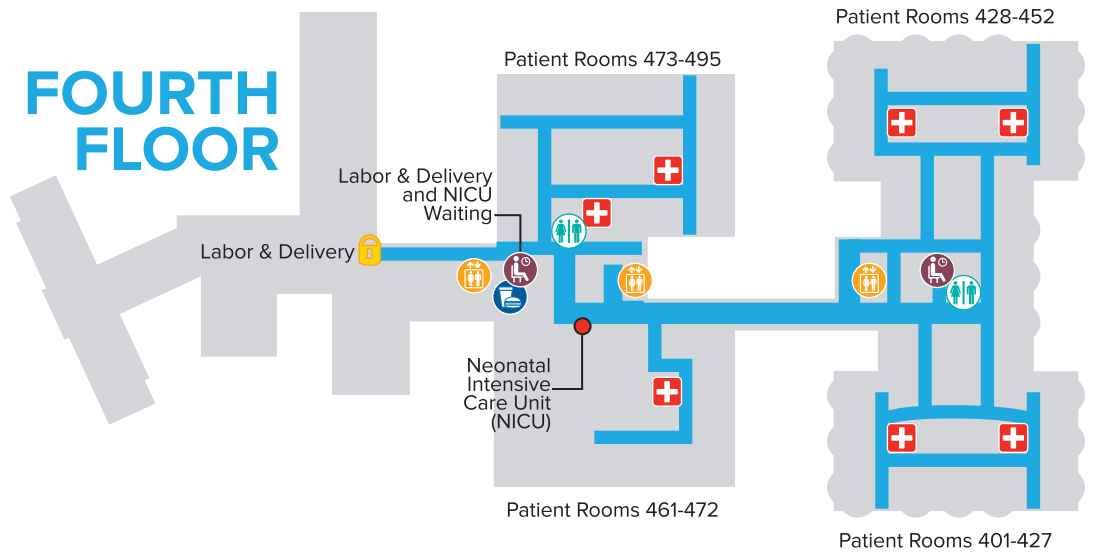 Patient Rooms 428-452
Patient Rooms 473-495
FOURTH
FLOOR
Labor & Delivery
and NICU
Waiting
Labor & Delivery
Neonatal
Intensive
Care Unit
(NICU)
Patient Rooms 461-472
Patient Rooms 401-427